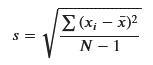 s = √(∑(xᵢ − x̄)² / (N − 1))